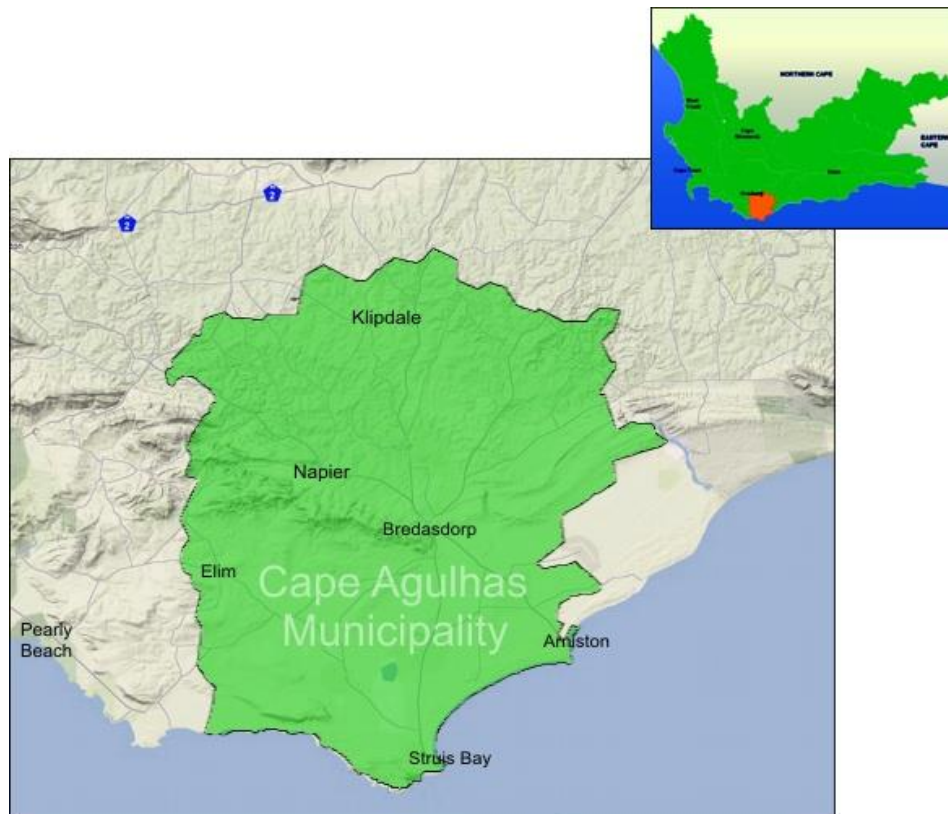 NORTHERN CAPE
EASTERN
CAPE
2
2
Klipdale
Napier
Bredasdorp
Elim
Cape Agulhas
Municipality
Pearly
Beach
Arniston
Struis Bay